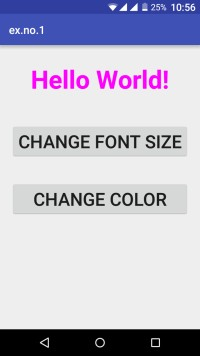 25% 10:56
ex.no.1
Hello World!
CHANGE FONT SIZE
CHANGE COLOR